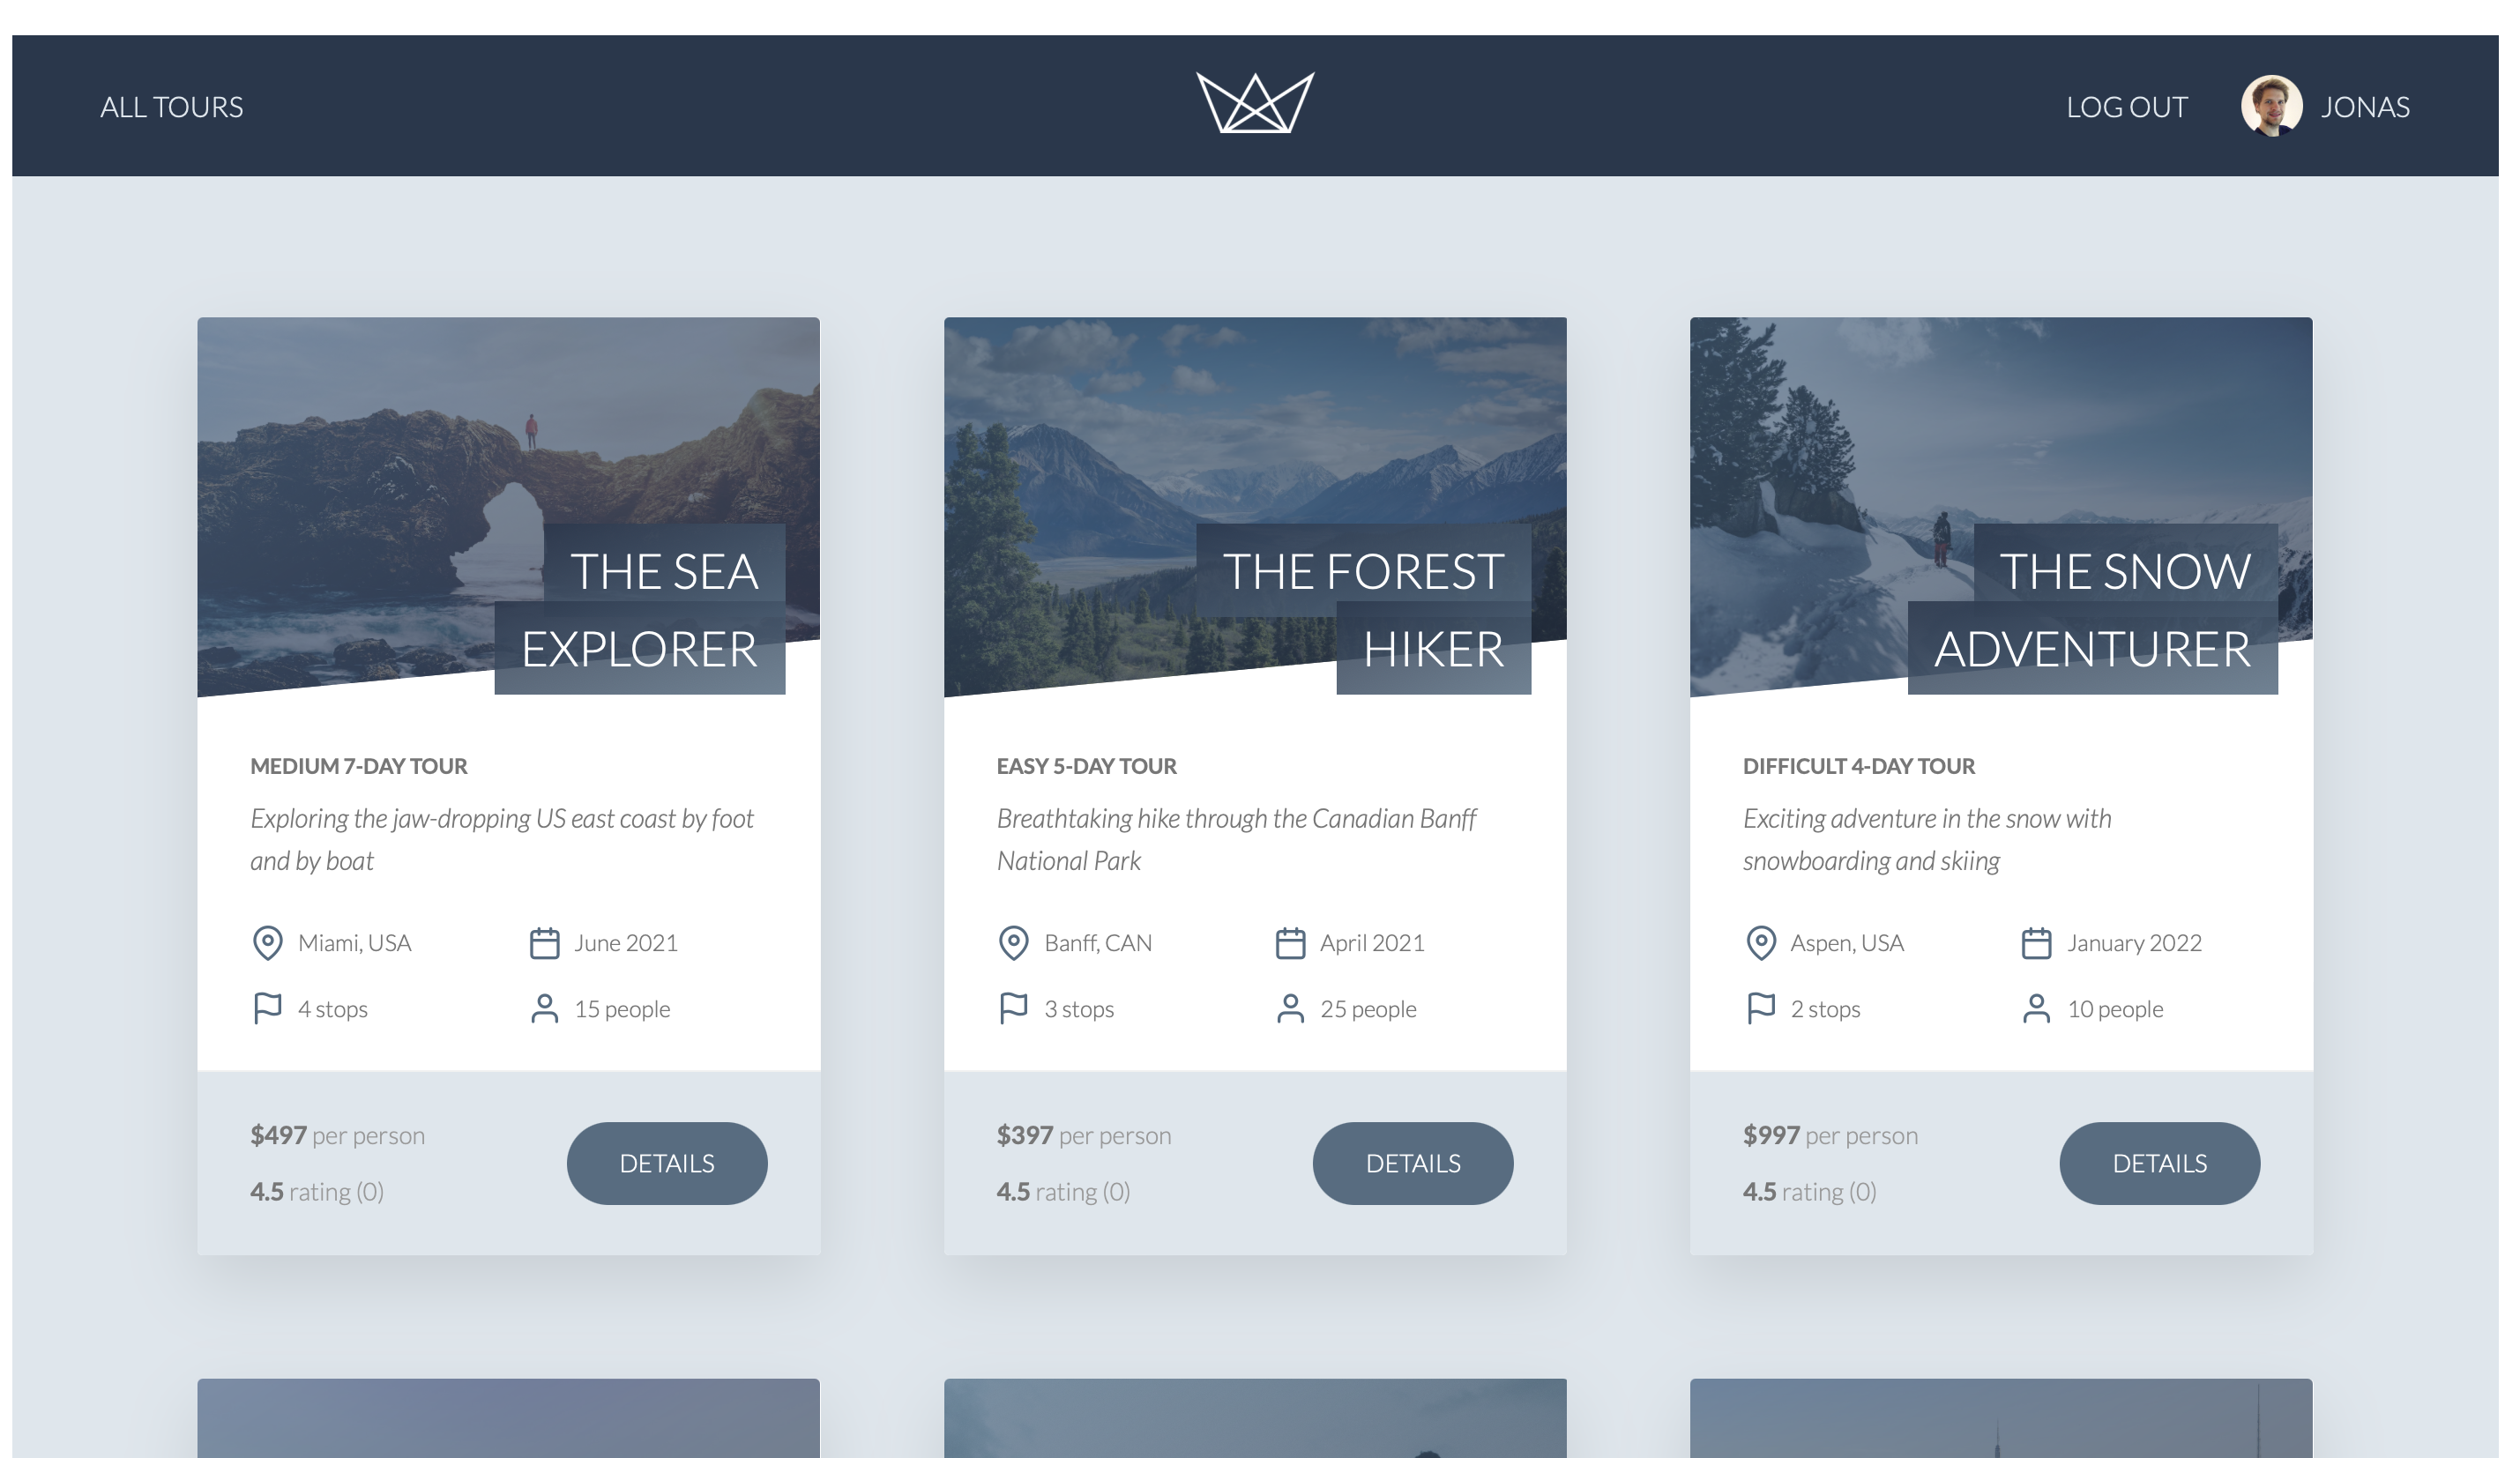 ALL TOURS
LOG OUT
JONAS
THE SEA
EXPLORER
MEDIUM 7-DAY TOUR
Exploring the jaw-dropping US east coast by foot
and by boat
Miami, USA
June 2021
4 stops
15 people
$497 per person
4.5 rating (0)
DETAILS
THE FOREST
HIKER
EASY 5-DAY TOUR
Breathtaking hike through the Canadian Banff
National Park
Banff, CAN
April 2021
3 stops
25 people
$397 per person
4.5 rating (0)
DETAILS
THE SNOW
ADVENTURER
DIFFICULT 4-DAY TOUR
Exciting adventure in the snow with
snowboarding and skiing
Aspen, USA
January 2022
2 stops
10 people
$997 per person
4.5 rating (0)
DETAILS